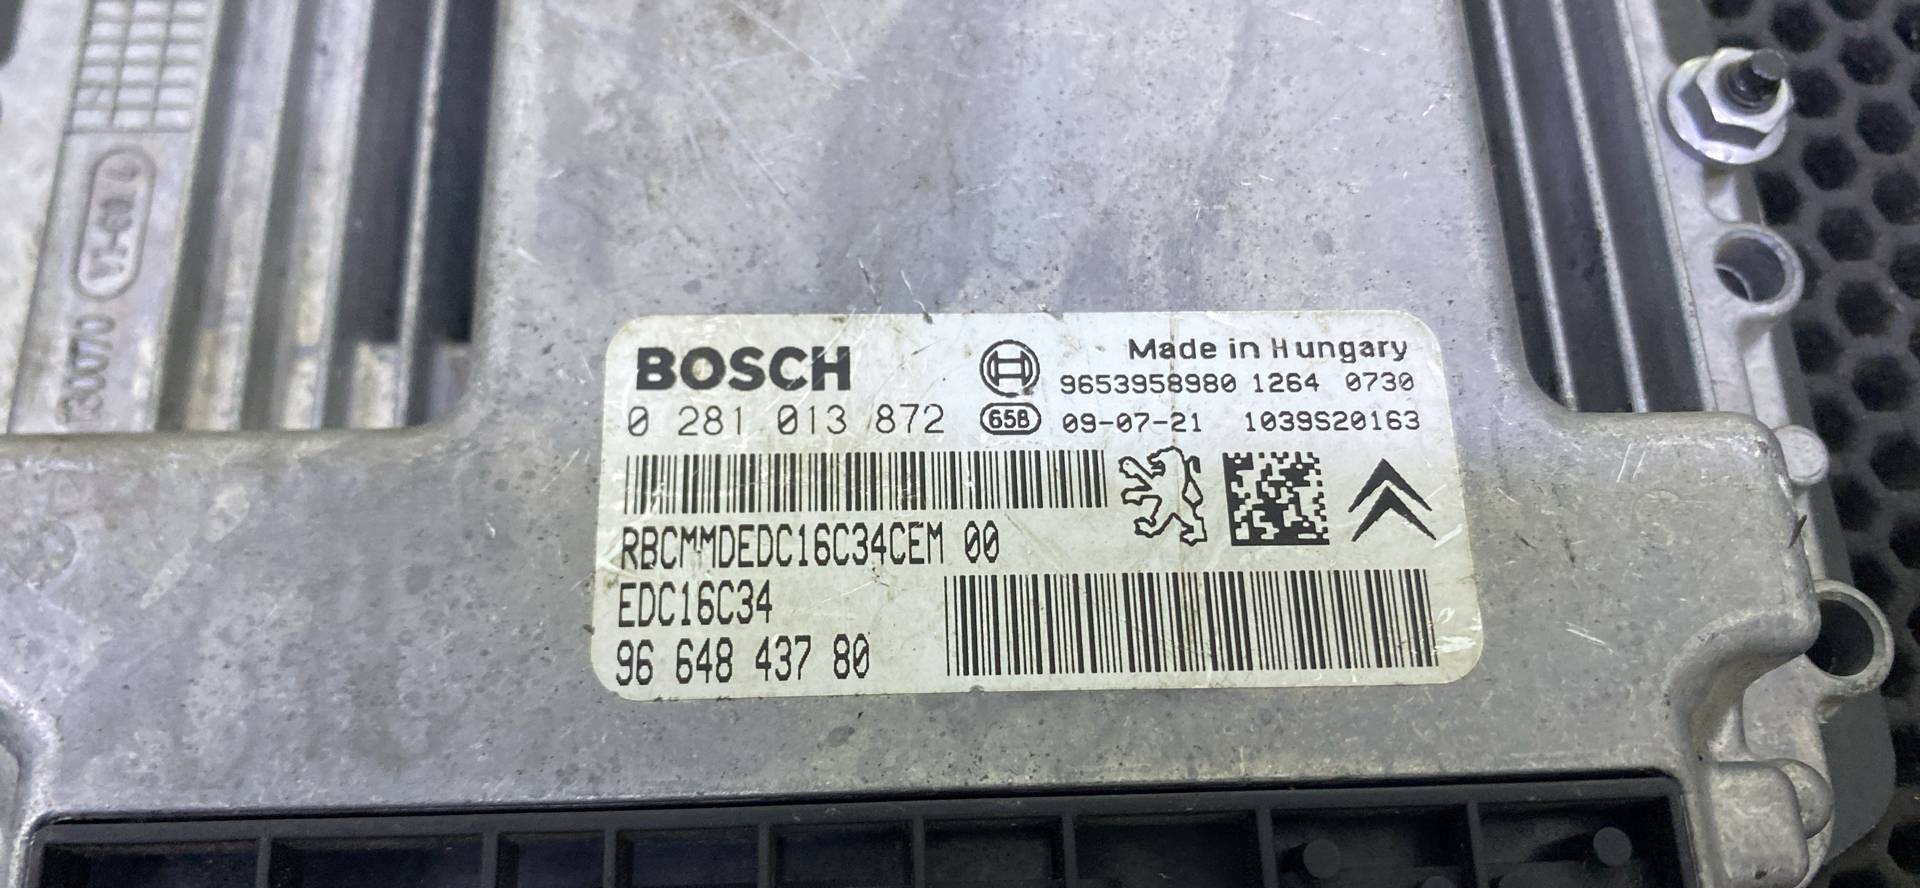 BOSCH
Made in Hungary
9653958980 1264 0730
0 281 013 872
65B 09-07-21 1039S20163
RBCMMDEDC16C34CEM 00
EDC16C34
96 648 437 80